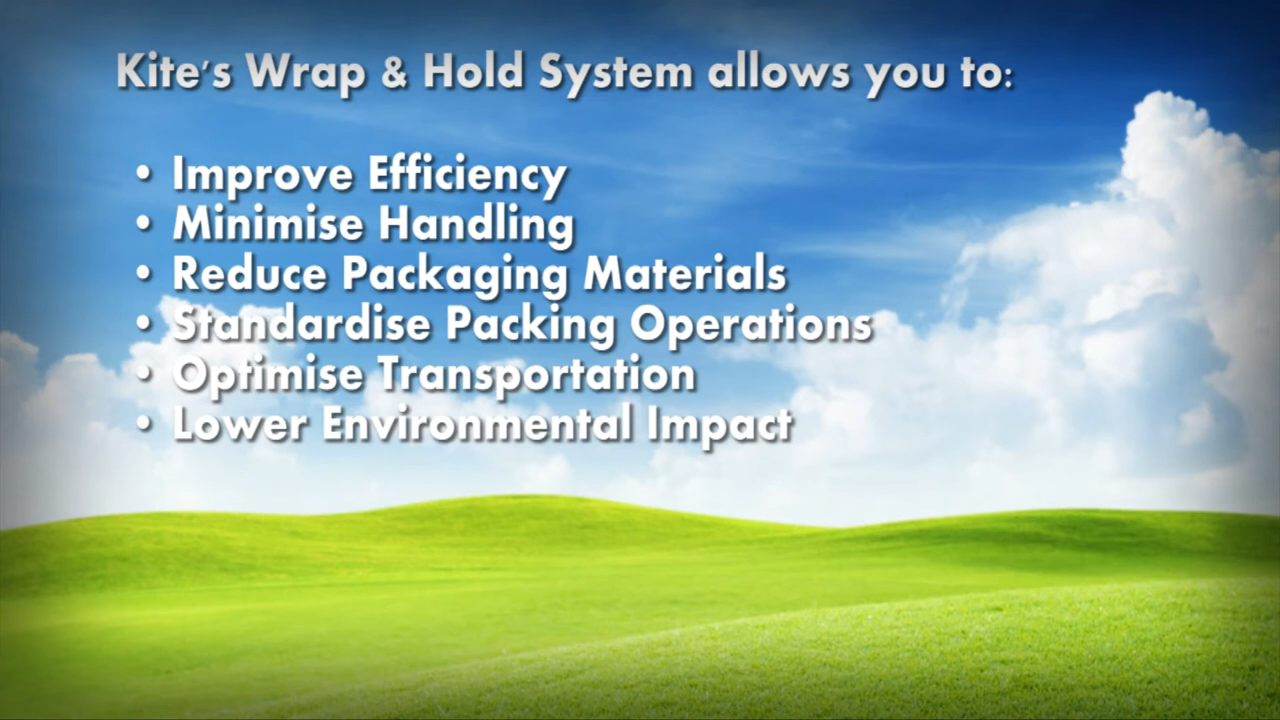 Kite's Wrap & Hold System allows you to:
• Improve Efficiency
• Minimise Handling
• Reduce Packaging Materials
• Standardise Packing Operations
• Optimise Transportation
• Lower Environmental Impact